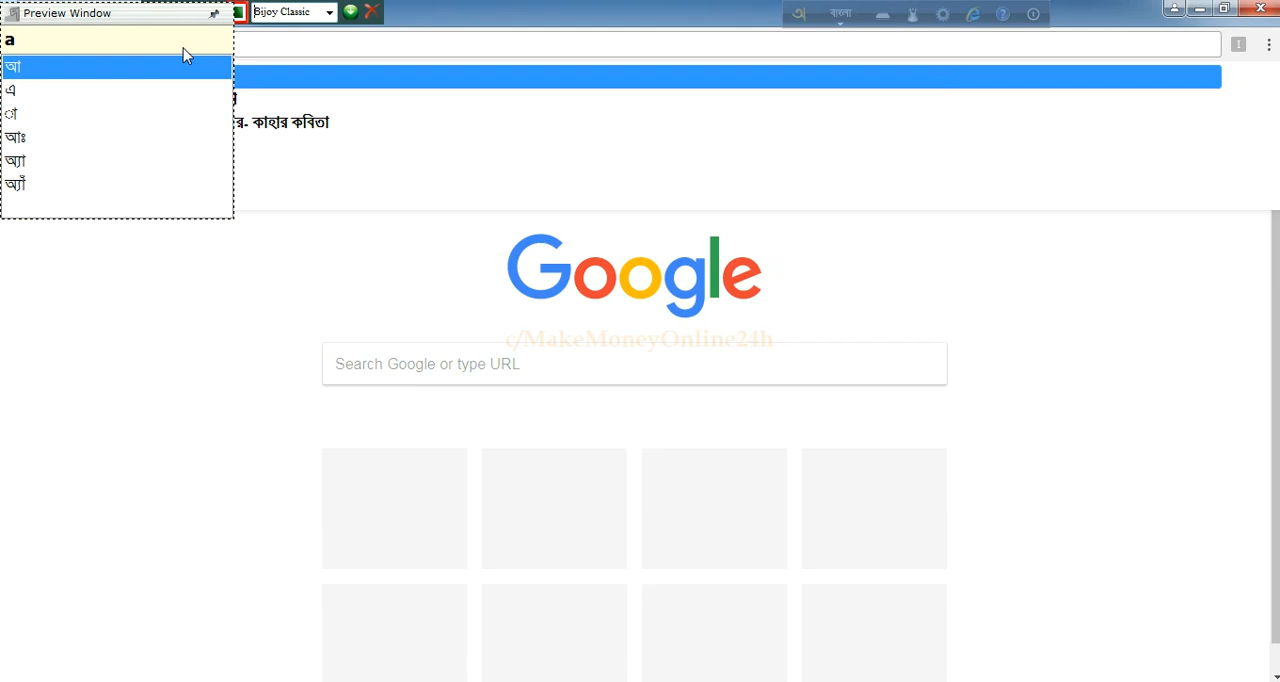 Preview Window
Bijoy Classic
বাংলা
a
আ
এ
া
র- কাহার কবিতা
আঃ
অ্যা
অ্যাঁ
Google
c/MakeMoneyOnline24h
Search Google or type URL